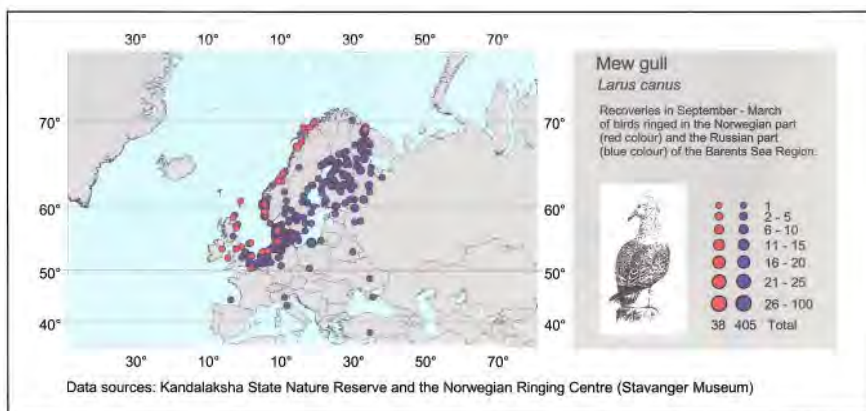 30° 10° 10° 30° 50° 70°
70° 70°
60° 60°
50° 50°
40° 40°
30° 10° 10° 30° 50° 70°
Mew gull
Larus canus
Recoveries in September - March
of birds ringed in the Norwegian part
(red colour) and the Russian part
(blue colour) of the Barents Sea Region.
1
2 - 5
6 - 10
11 - 15
16 - 20
21 - 25
26 - 100
38 405 Total
Data sources: Kandalaksha State Nature Reserve and the Norwegian Ringing Centre (Stavanger Museum)